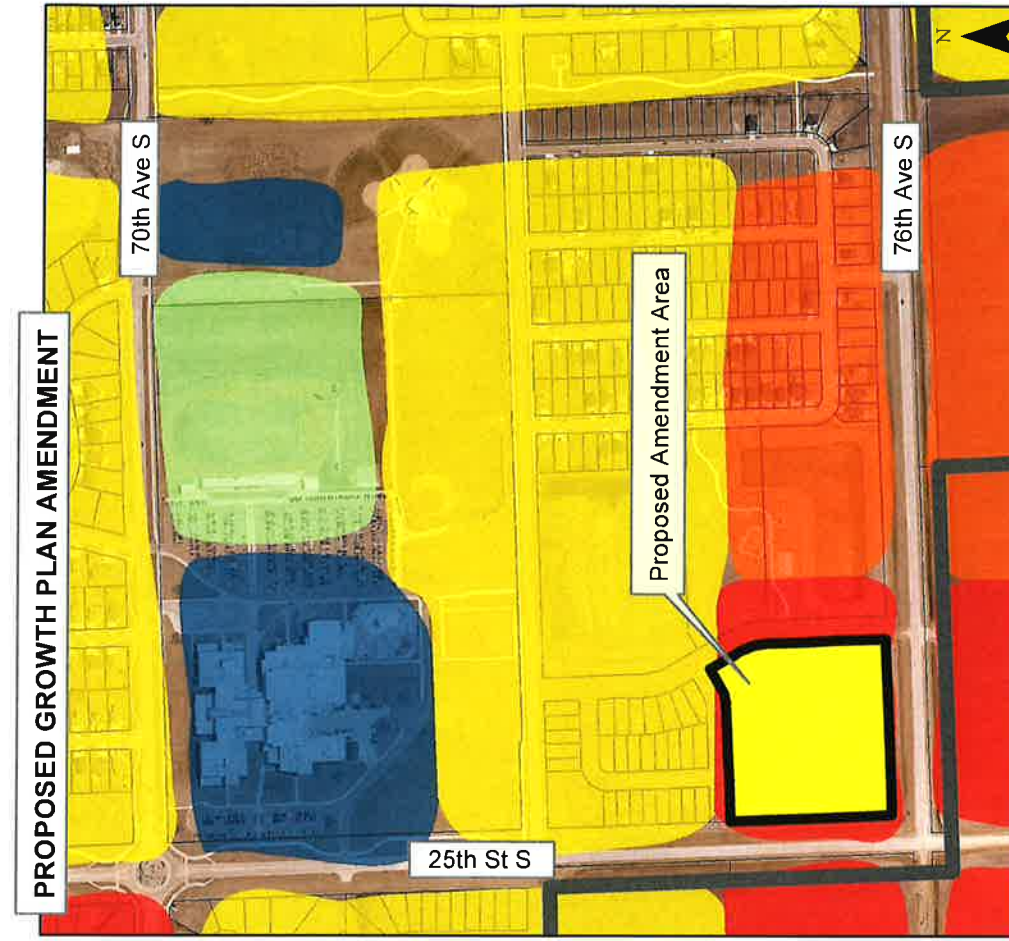 PROPOSED GROWTH PLAN AMENDMENT
70th Ave S
N
Proposed Amendment Area
25th St S
76th Ave S